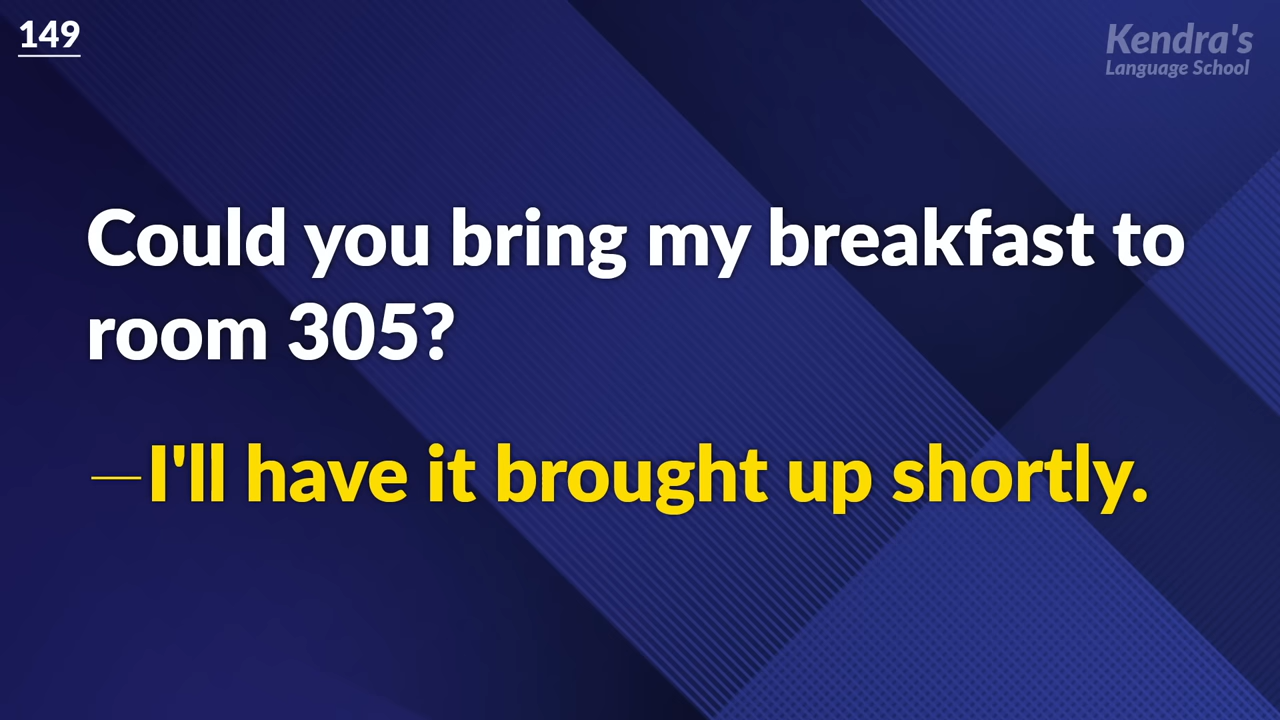 149
Kendra's
Language School
Could you bring my breakfast to
room 305?
—I'll have it brought up shortly.